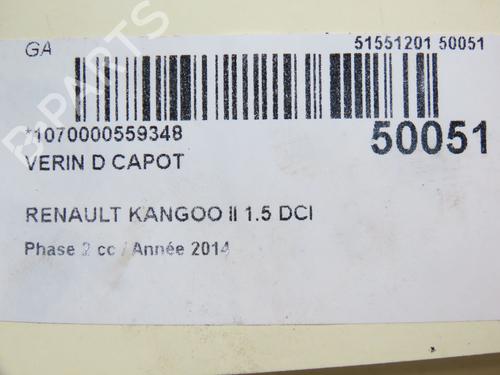 GA 51551201 50051
*1070000559348 50051
VERIN D CAPOT
RENAULT KANGOO II 1.5 DCI
Phase 2 cc / Année 2014
B-PARTS